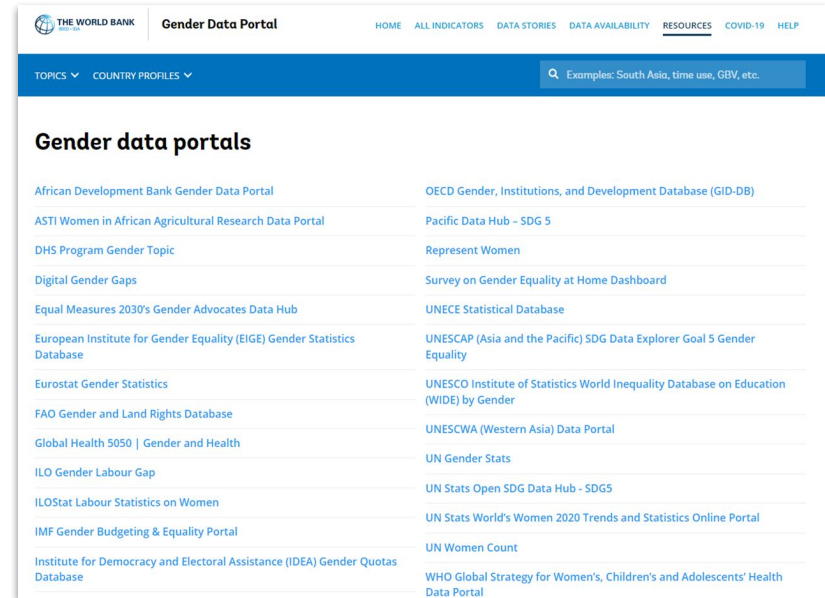 THE WORLD BANK
IBRD • IDA
Gender Data Portal
HOME ALL INDICATORS DATA STORIES DATA AVAILABILITY RESOURCES COVID-19 HELP
TOPICS COUNTRY PROFILES
Examples: South Asia, time use, GBV, etc.
Gender data portals
African Development Bank Gender Data Portal
ASTI Women in African Agricultural Research Data Portal
DHS Program Gender Topic
Digital Gender Gaps
Equal Measures 2030's Gender Advocates Data Hub
European Institute for Gender Equality (EIGE) Gender Statistics
Database
Eurostat Gender Statistics
FAO Gender and Land Rights Database
Global Health 5050 | Gender and Health
ILO Gender Labour Gap
ILOStat Labour Statistics on Women
IMF Gender Budgeting & Equality Portal
Institute for Democracy and Electoral Assistance (IDEA) Gender Quotas
Database
OECD Gender, Institutions, and Development Database (GID-DB)
Pacific Data Hub – SDG 5
Represent Women
Survey on Gender Equality at Home Dashboard
UNECE Statistical Database
UNESCAP (Asia and the Pacific) SDG Data Explorer Goal 5 Gender
Equality
UNESCO Institute of Statistics World Inequality Database on Education
(WIDE) by Gender
UNESCWA (Western Asia) Data Portal
UN Gender Stats
UN Stats Open SDG Data Hub - SDG5
UN Stats World's Women 2020 Trends and Statistics Online Portal
UN Women Count
WHO Global Strategy for Women's, Children's and Adolescents' Health
Data Portal